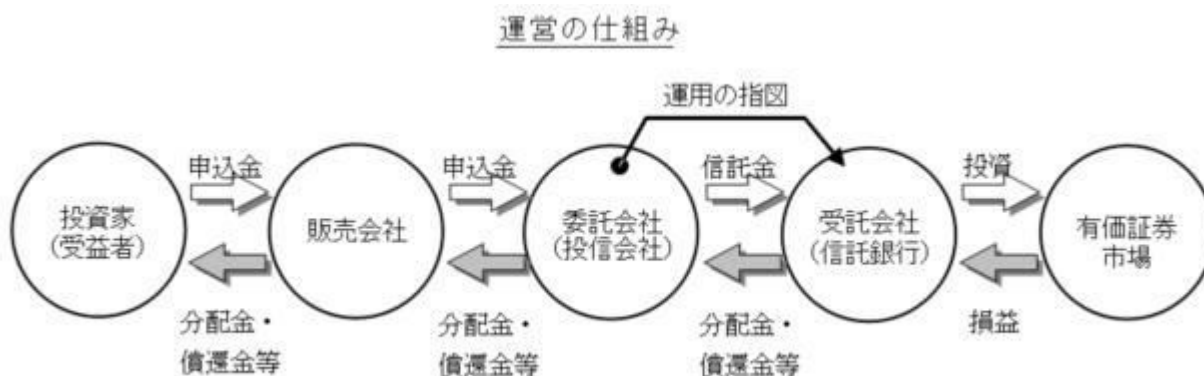 運営の仕組み
運用の指図
申込金
申込金
信託金
投資
投資家
(受益者)
販売会社
委託会社
(投信会社)
受託会社
(信託銀行)
有価証券
市場
分配金・
償還金等
分配金・
償還金等
分配金・
償還金等
損益